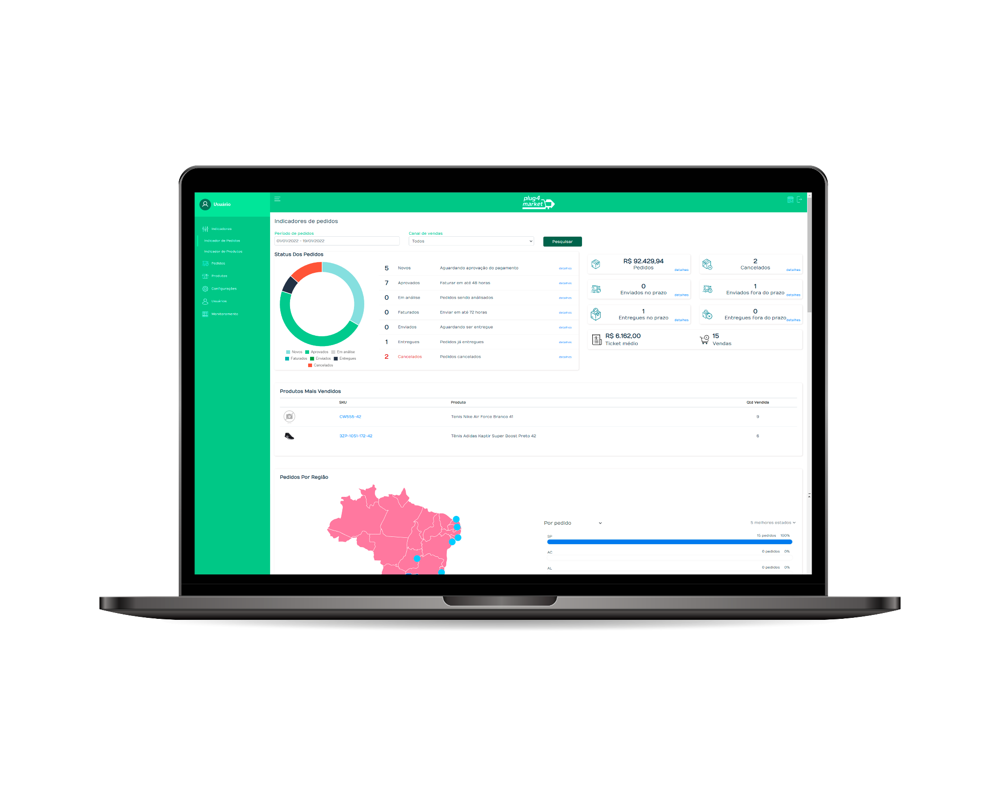 Usuário
Indicadores
Indicador de Pedidos
Indicador de Produtos
Pedidos
Produtos
Configurações
Usuários
Monitoramento
plug4
market
Indicadores de pedidos
Período de pedidos
01/01/2022 - 19/01/2022
Canal de vendas
Todos
Pesquisar
Status Dos Pedidos
Novos Aprovados Em análise
Faturados Enviados Entregues
Cancelados
5 Novos Aguardando aprovação do pagamento detalhes
7 Aprovados Faturar em até 48 horas detalhes
0 Em análise Pedidos sendo análisados detalhes
0 Faturados Enviar em até 72 horas detalhes
0 Enviados Aguardando ser entregue detalhes
1 Entregues Pedidos já entregues detalhes
2 Cancelados Pedidos cancelados detalhes
R$ 92.429,94
Pedidos detalhes
2
Cancelados detalhes
0
Enviados no prazo detalhes
1
Enviados fora do prazo detalhes
1
Entregues no prazo detalhes
0
Entregues fora do prazo detalhes
R$ 6.162,00
Ticket médio
15
Vendas
Produtos Mais Vendidos
SKU Produto Qtd Vendida
CW555-42 Tenis Nike Air Force Branco 41 9
3ZP-1051-172-42 Tênis Adidas Kaptir Super Boost Preto 42 6
Pedidos Por Região
Por pedido 5 melhores estados
SP 15 pedidos 100%
AC 0 pedidos 0%
AL 0 pedidos 0%